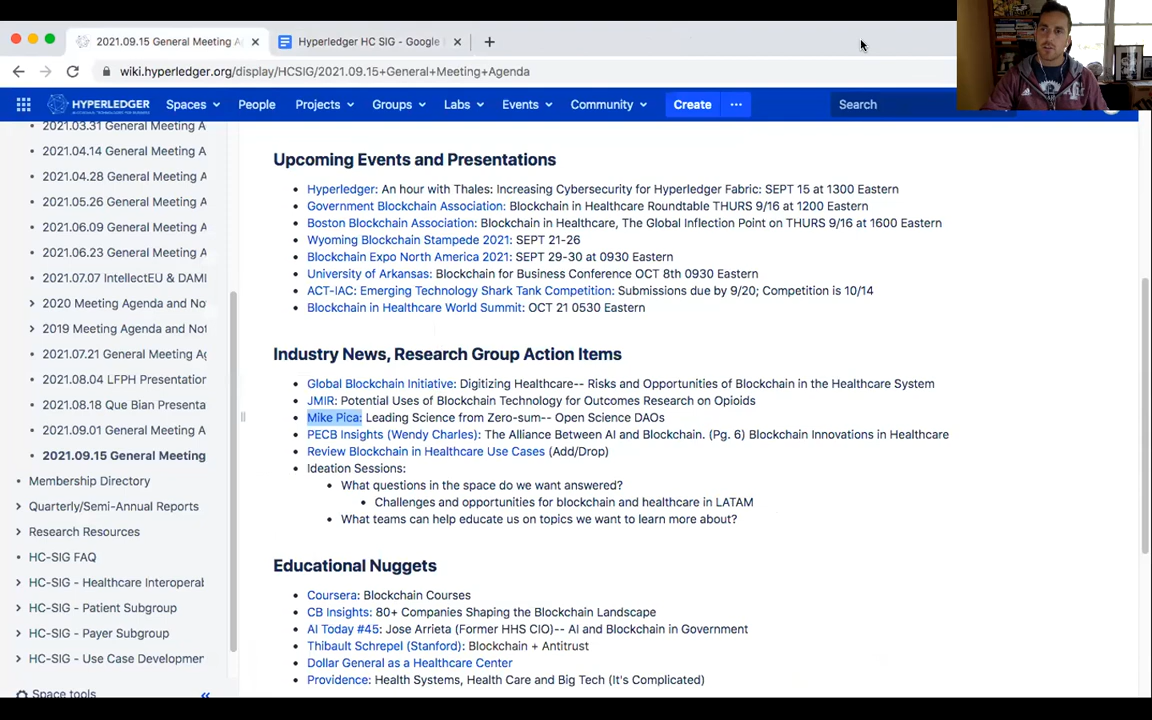 2021.09.15 General Meeting A
Hyperledger HC SIG - Google
wiki.hyperledger.org/display/HCSIG/2021.09.15+General+Meeting+Agenda
HYPERLEDGER
BLOCKCHAIN TECHNOLOGIES FOR BUSINESS
Spaces
People
Projects
Groups
Labs
Events
Community
Create
Search
2021.03.31 General Meeting A
2021.04.14 General Meeting A
2021.04.28 General Meeting A
2021.05.26 General Meeting A
2021.06.09 General Meeting A
2021.06.23 General Meeting A
2021.07.07 IntellectEU & DAMI
2020 Meeting Agenda and No
2019 Meeting Agenda and Not
2021.07.21 General Meeting Ag
2021.08.04 LFPH Presentation
2021.08.18 Que Bian Presenta
2021.09.01 General Meeting A
2021.09.15 General Meeting
Membership Directory
Quarterly/Semi-Annual Reports
Research Resources
HC-SIG FAQ
HC-SIG - Healthcare Interoperab
HC-SIG - Patient Subgroup
HC-SIG - Payer Subgroup
HC-SIG - Use Case Developmen
Space tools
Upcoming Events and Presentations
Hyperledger: An hour with Thales: Increasing Cybersecurity for Hyperledger Fabric: SEPT 15 at 1300 Eastern
Government Blockchain Association: Blockchain in Healthcare Roundtable THURS 9/16 at 1200 Eastern
Boston Blockchain Association: Blockchain in Healthcare, The Global Inflection Point on THURS 9/16 at 1600 Eastern
Wyoming Blockchain Stampede 2021: SEPT 21-26
Blockchain Expo North America 2021: SEPT 29-30 at 0930 Eastern
University of Arkansas: Blockchain for Business Conference OCT 8th 0930 Eastern
ACT-IAC: Emerging Technology Shark Tank Competition: Submissions due by 9/20; Competition is 10/14
Blockchain in Healthcare World Summit: OCT 21 0530 Eastern
Industry News, Research Group Action Items
Global Blockchain Initiative: Digitizing Healthcare-- Risks and Opportunities of Blockchain in the Healthcare System
JMIR: Potential Uses of Blockchain Technology for Outcomes Research on Opioids
Mike Pica: Leading Science from Zero-sum-- Open Science DAOs
PECB Insights (Wendy Charles): The Alliance Between AI and Blockchain. (Pg. 6) Blockchain Innovations in Healthcare
Review Blockchain in Healthcare Use Cases (Add/Drop)
Ideation Sessions:
What questions in the space do we want answered?
Challenges and opportunities for blockchain and healthcare in LATAM
What teams can help educate us on topics we want to learn more about?
Educational Nuggets
Coursera: Blockchain Courses
CB Insights: 80+ Companies Shaping the Blockchain Landscape
AI Today #45: Jose Arrieta (Former HHS CIO)-- AI and Blockchain in Government
Thibault Schrepel (Stanford): Blockchain + Antitrust
Dollar General as a Healthcare Center
Providence: Health Systems, Health Care and Big Tech (It's Complicated)